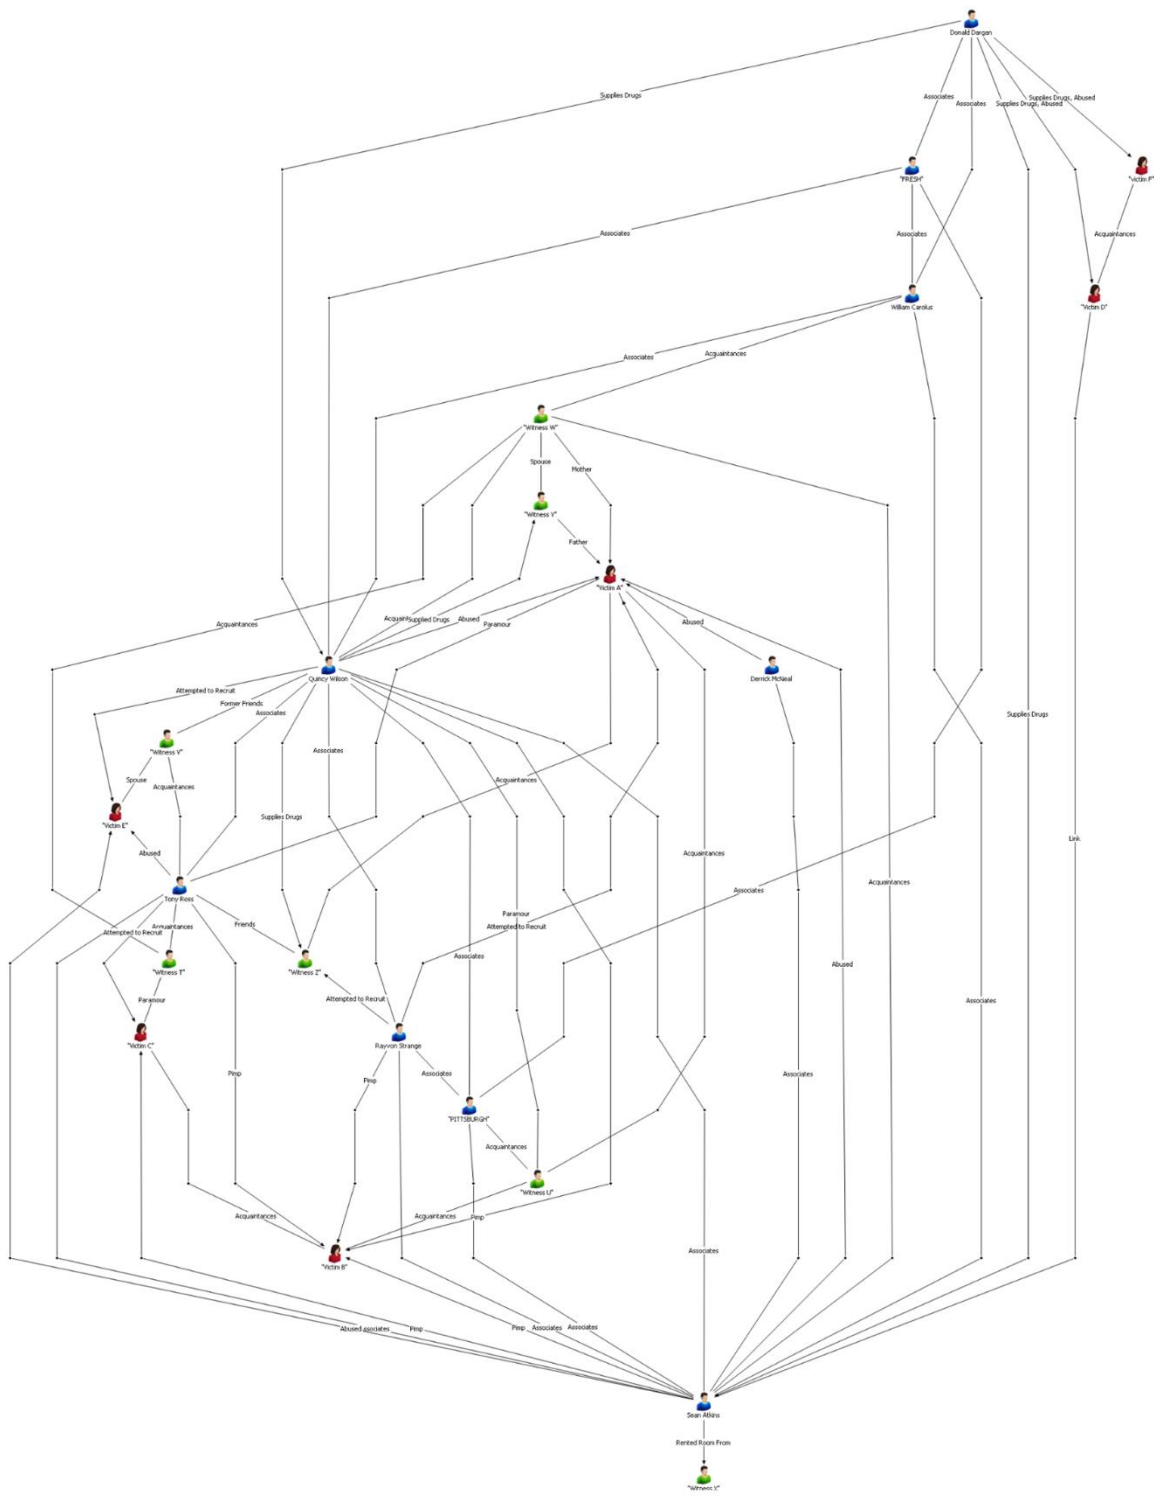 Donald Dargan
Supplies Drugs
Associates
Associates
Supplies Drugs, Abused
Supplies Drugs, Abused
"FRESH"
"victim F"
Associates
Associates
Acquaintances
William Carolus
"Victim D"
Associates
Acquaintances
"Witness W"
Spouse
Mother
"Witness Y"
Father
"Victim A"
Acquaintances
Supplied Drugs
Abused
Paramour
Abused
Quincy Wilson
Derrick McNeal
Attempted to Recruit
Former Friends
Associates
Supplies Drugs
"Witness V"
Associates
Spouse
Acquaintances
Acquaintances
"Victim E"
Supplies Drugs
Link
Abused
Acquaintances
Tony Ross
Associates
Acquaintances
Paramour
Attempted to Recruit
Attempted to Recruit
Friends
Associates
"Witness T"
"Witness Z"
Abused
Paramour
Attempted to Recruit
Associates
"Victim C"
Rayvon Strange
Pimp
Pimp
Associates
Associates
"PITTSBURGH"
Acquaintances
"Witness U"
Acquaintances
Acquaintances
Pimp
Associates
"Victim B"
Abused
Pimp
Pimp
Associates
Associates
Sean Atkins
Rented Room From
"Witness X"